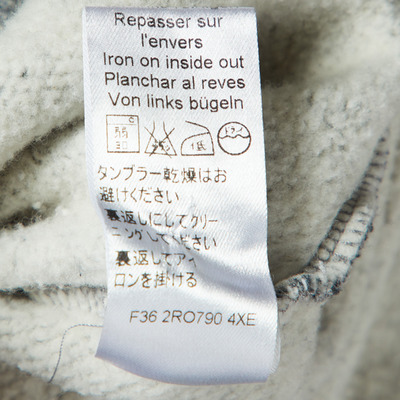 Repasser sur
l'envers
Iron on inside out
Planchar al reves
Von links bügeln
弱
30
C
ドライ
タンブラー乾燥はお
避けください
裏返しにしてクリー
ニングしてください
裏返してアイ
ロンを掛ける
F36 2RO790 4XE